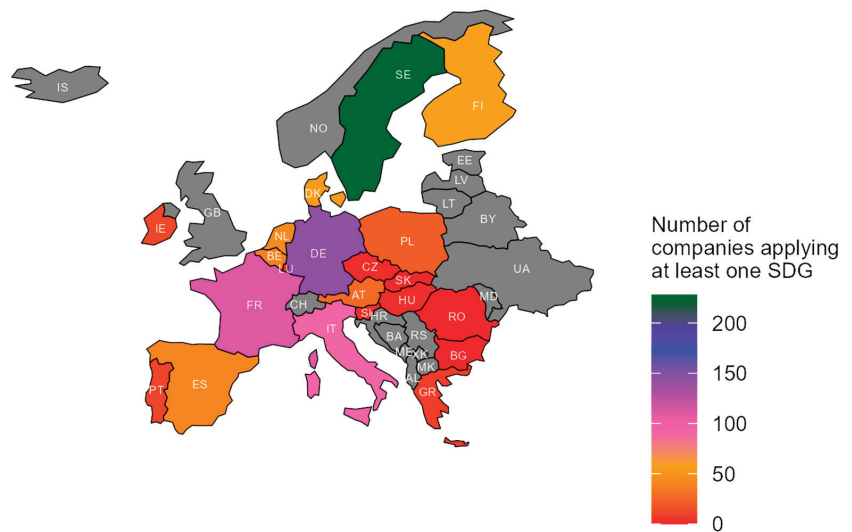 SE
IS
FI
NO
EE
LV
DK
LT
GB
BY
IE
NL
PL
DE
BE
UA
LU
CZ
SK
AT
MD
HU
FR
CH
RO
SI
HR
IT
RS
BA
ME
XK
BG
MK
AL
ES
PT
GR
Number of
companies applying
at least one SDG
200
150
100
50
0